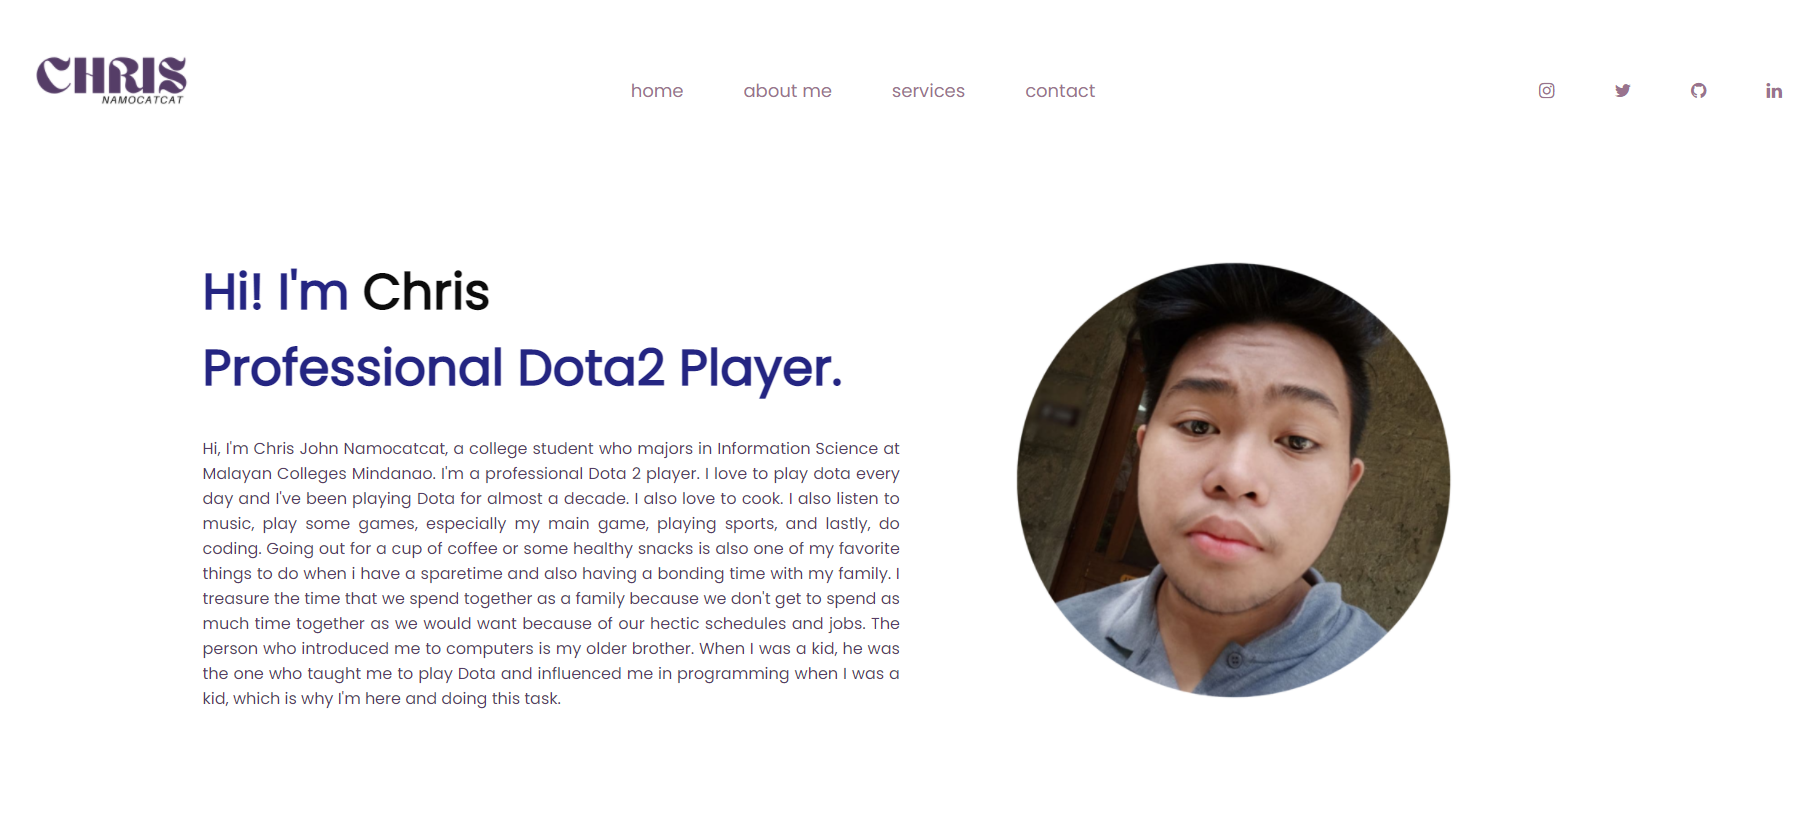 CHRIS
NAMOCATCAT
home about me services contact
Hi! I'm Chris
Professional Dota2 Player.
Hi, I'm Chris John Namocatcat, a college student who majors in Information Science at
Malayan Colleges Mindanao. I'm a professional Dota 2 player. I love to play dota every
day and I've been playing Dota for almost a decade. I also love to cook. I also listen to
music, play some games, especially my main game, playing sports, and lastly, do
coding. Going out for a cup of coffee or some healthy snacks is also one of my favorite
things to do when i have a sparetime and also having a bonding time with my family. I
treasure the time that we spend together as a family because we don't get to spend as
much time together as we would want because of our hectic schedules and jobs. The
person who introduced me to computers is my older brother. When I was a kid, he was
the one who taught me to play Dota and influenced me in programming when I was a
kid, which is why I'm here and doing this task.